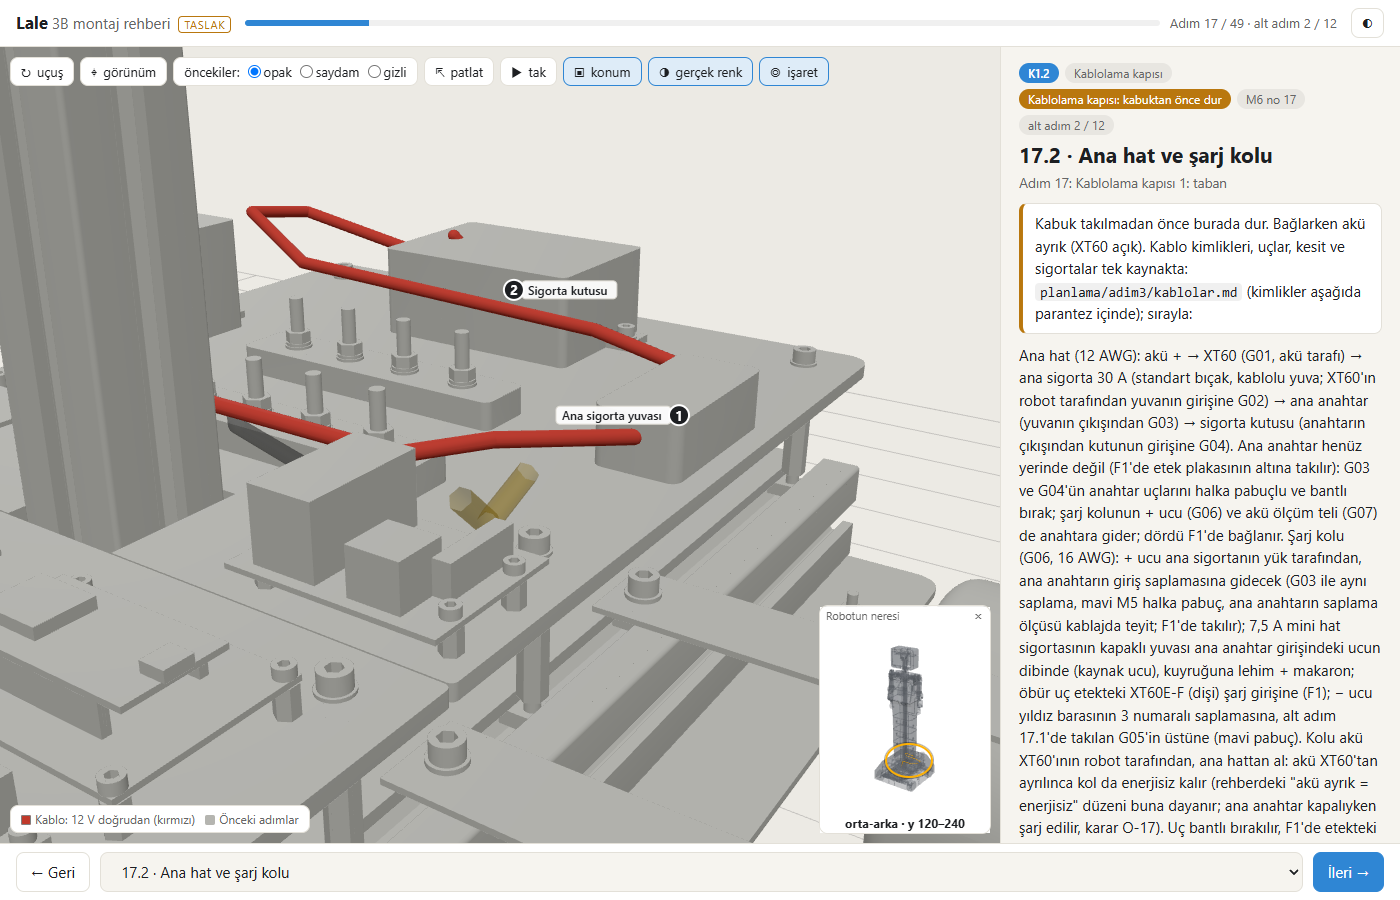 Lale 3B montaj rehberi TASLAK
Adım 17 / 49 · alt adım 2 / 12
↻ uçuş
⌖ görünüm
öncekiler: opak saydam gizli
⇱ patlat
▶ tak
▣ konum
◑ gerçek renk
◎ işaret
2 Sigorta kutusu
Ana sigorta yuvası 1
Robotun neresi ×
orta-arka · y 120–240
Kablo: 12 V doğrudan (kırmızı) Önceki adımlar
K1.2 Kablolama kapısı
Kablolama kapısı: kabuktan önce dur M6 no 17
alt adım 2 / 12
17.2 · Ana hat ve şarj kolu
Adım 17: Kablolama kapısı 1: taban
Kabuk takılmadan önce burada dur. Bağlarken akü
ayrık (XT60 açık). Kablo kimlikleri, uçlar, kesit ve
sigortalar tek kaynakta:
planlama/adim3/kablolar.md (kimlikler aşağıda
parantez içinde); sırayla:
Ana hat (12 AWG): akü + → XT60 (G01, akü tarafı) →
ana sigorta 30 A (standart bıçak, kablolu yuva; XT60'ın
robot tarafından yuvanın girişine G02) → ana anahtar
(yuvanın çıkışından G03) → sigorta kutusu (anahtarın
çıkışından kutunun girişine G04). Ana anahtar henüz
yerinde değil (F1'de etek plakasının altına takılır): G03
ve G04'ün anahtar uçlarını halka pabuçlu ve bantlı
bırak; şarj kolunun + ucu (G06) ve akü ölçüm teli (G07)
de anahtara gider; dördü F1'de bağlanır. Şarj kolu
(G06, 16 AWG): + ucu ana sigortanın yük tarafından,
ana anahtarın giriş saplamasına gidecek (G03 ile aynı
saplama, mavi M5 halka pabuç, ana anahtarın saplama
ölçüsü kablajda teyit; F1'de takılır); 7,5 A mini hat
sigortasının kapaklı yuvası ana anahtar girişindeki ucun
dibinde (kaynak ucu), kuyruğuna lehim + makaron;
öbür uç etekteki XT60E-F (dişi) şarj girişine (F1); − ucu
yıldız barasının 3 numaralı saplamasına, alt adım
17.1'de takılan G05'in üstüne (mavi pabuç). Kolu akü
XT60'ının robot tarafından, ana hattan al: akü XT60'tan
ayrılınca kol da enerjisiz kalır (rehberdeki "akü ayrık =
enerjisiz" düzeni buna dayanır; ana anahtar kapalıyken
şarj edilir, karar O-17). Uç bantlı bırakılır, F1'de etekteki
← Geri
17.2 · Ana hat ve şarj kolu
İleri →